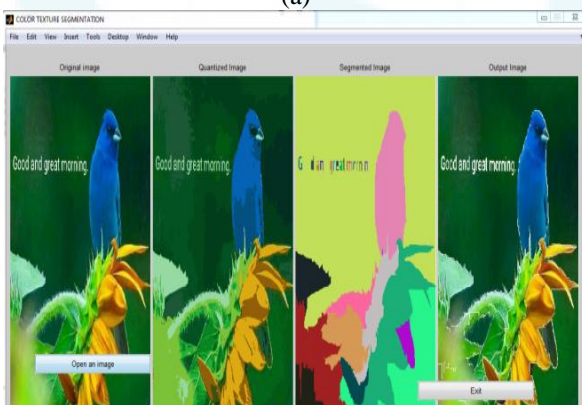 (a)
COLOR TEXTURE SEGMENTATION
File Edit View Insert Tools Desktop Window Help
Original image Quantized Image Segmented Image Output Image
Good and great morning. Good and great morning. Good and great morning.
Open an image
Exit